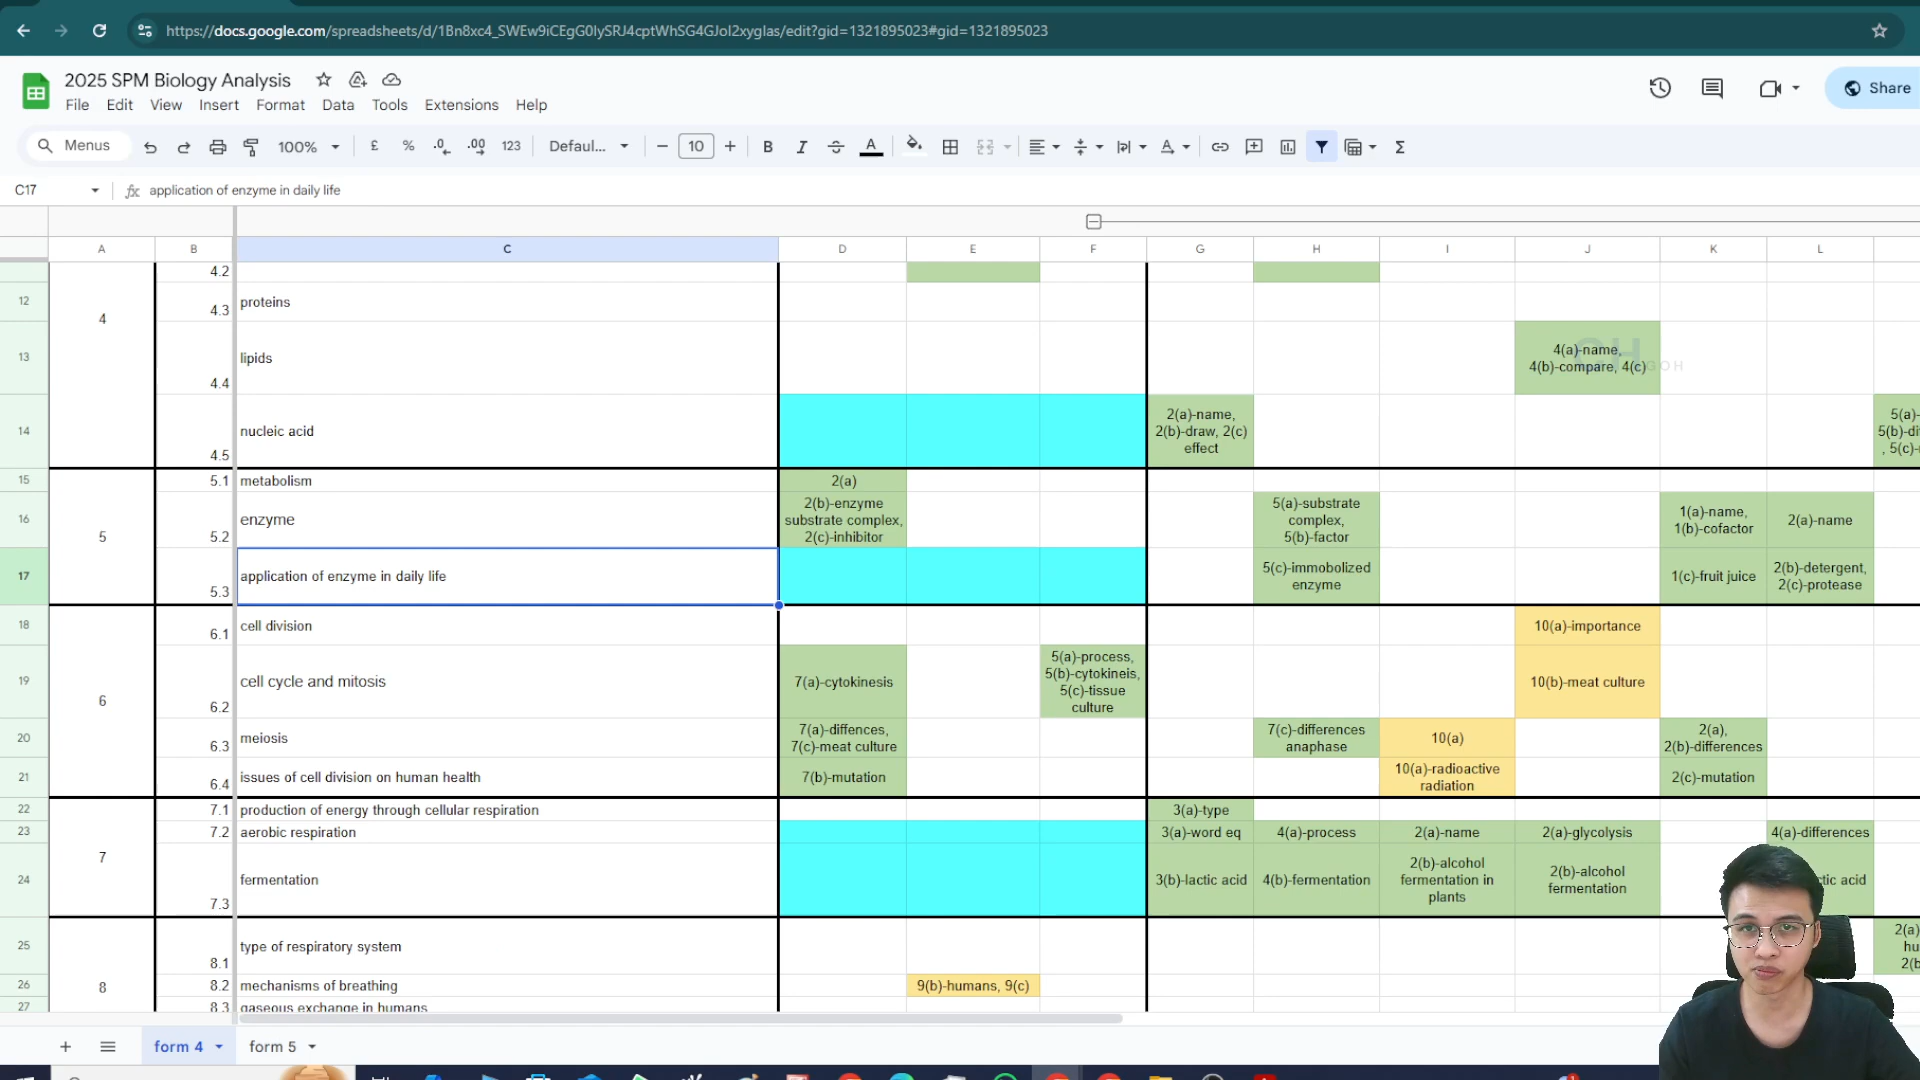 https://docs.google.com/spreadsheets/d/1Bn8xc4_SWEw9iCEgG0lySRJ4cptWhSG4GJol2xyglas/edit?gid=1321895023#gid=1321895023
2025 SPM Biology Analysis
File Edit View Insert Format Data Tools Extensions Help
Share
Menus 100% £ % .0 .00 123 Defaul... 10 B I A
C17 fx application of enzyme in daily life
A B C D E F G H I J K L
4
4.2
12 4.3 proteins
13 4.4 lipids
4(a)-name,
4(b)-compare, 4(c)
GOH
14 4.5 nucleic acid
2(a)-name,
2(b)-draw, 2(c)
effect
5(a)-
5(b)-di
, 5(c)-
5
15 5.1 metabolism 2(a)
16 5.2 enzyme
2(b)-enzyme
substrate complex,
2(c)-inhibitor
5(a)-substrate
complex,
5(b)-factor
1(a)-name,
1(b)-cofactor
2(a)-name
17 5.3 application of enzyme in daily life
5(c)-immobolized
enzyme
1(c)-fruit juice
2(b)-detergent,
2(c)-protease
6
18 6.1 cell division 10(a)-importance
19 6.2 cell cycle and mitosis
7(a)-cytokinesis
5(a)-process,
5(b)-cytokineis,
5(c)-tissue
culture
10(b)-meat culture
20 6.3 meiosis
7(a)-diffences,
7(c)-meat culture
7(c)-differences
anaphase
10(a)
2(a),
2(b)-differences
21 6.4 issues of cell division on human health
7(b)-mutation
10(a)-radioactive
radiation
2(c)-mutation
7
22 7.1 production of energy through cellular respiration 3(a)-type
23 7.2 aerobic respiration 3(a)-word eq 4(a)-process 2(a)-name 2(a)-glycolysis 4(a)-differences
24 7.3 fermentation
3(b)-lactic acid
4(b)-fermentation
2(b)-alcohol
fermentation in
plants
2(b)-alcohol
fermentation
acid
8
25 8.1 type of respiratory system
2(a)
hu
2(b
26 8.2 mechanisms of breathing 9(b)-humans, 9(c)
27 8.3 gaseous exchange in humans
form 4 form 5